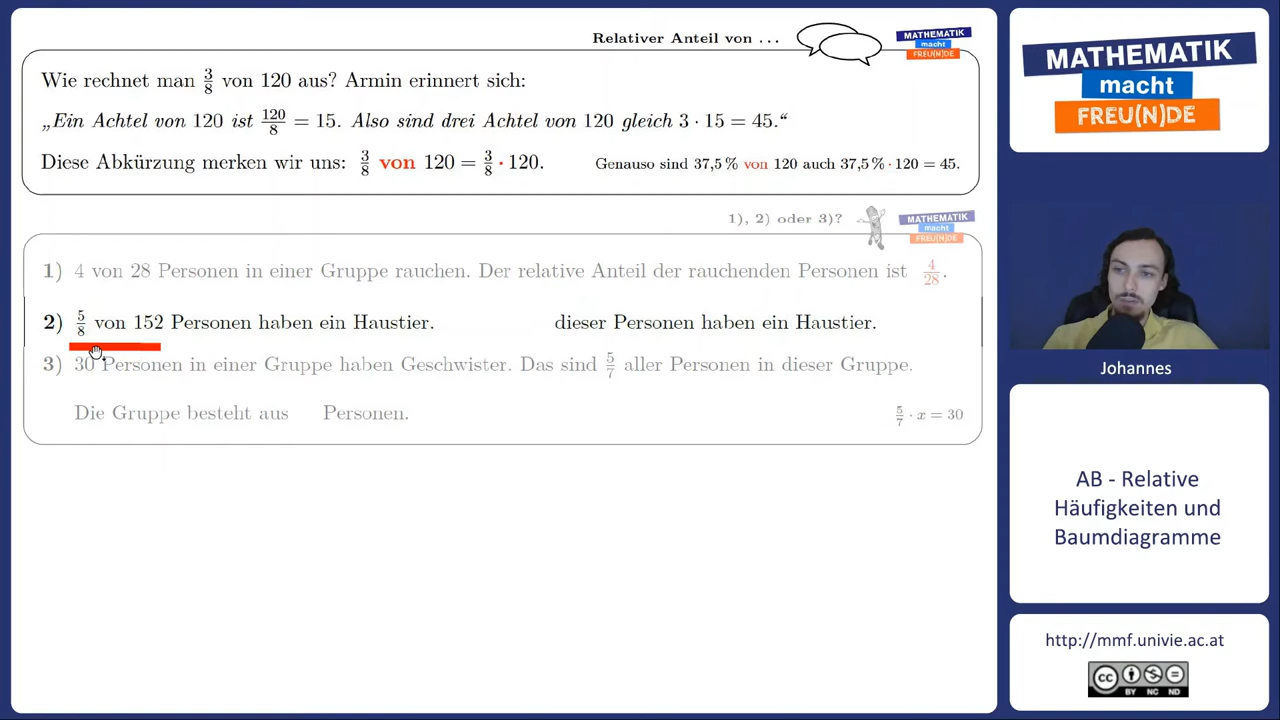 Relativer Anteil von ...
MATHEMATIK
macht
FREU(N)DE
Wie rechnet man 3/8 von 120 aus? Armin erinnert sich:
„Ein Achtel von 120 ist 120/8 = 15. Also sind drei Achtel von 120 gleich 3 · 15 = 45.“
Diese Abkürzung merken wir uns: 3/8 von 120 = 3/8 · 120.
Genauso sind 37,5 % von 120 auch 37,5 % · 120 = 45.
1), 2) oder 3)?
MATHEMATIK
macht
FREU(N)DE
1) 4 von 28 Personen in einer Gruppe rauchen. Der relative Anteil der rauchenden Personen ist 4/28.
2) 5/8 von 152 Personen haben ein Haustier. dieser Personen haben ein Haustier.
3) 30 Personen in einer Gruppe haben Geschwister. Das sind 5/7 aller Personen in dieser Gruppe.
Die Gruppe besteht aus Personen.
5/7 · x = 30
MATHEMATIK
macht
FREU(N)DE
Johannes
AB - Relative
Häufigkeiten und
Baumdiagramme
http://mmf.univie.ac.at
cc
BY NC ND